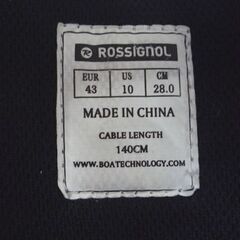 ROSSIGNOL
EUR US CM
43 10 28.0
MADE IN CHINA
CABLE LENGTH
140CM
WWW.BOATECHNOLOGY.COM